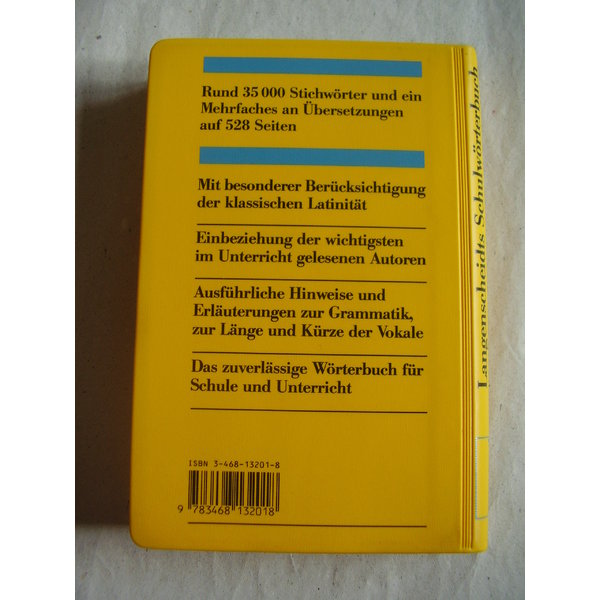 Rund 35 000 Stichwörter und ein
Mehrfaches an Übersetzungen
auf 528 Seiten
Mit besonderer Berücksichtigung
der klassischen Latinität
Einbeziehung der wichtigsten
im Unterricht gelesenen Autoren
Ausführliche Hinweise und
Erläuterungen zur Grammatik,
zur Länge und Kürze der Vokale
Das zuverlässige Wörterbuch für
Schule und Unterricht
ISBN 3-468-13201-8
9 783468 132018
Langenscheidts Schulwörterbuch